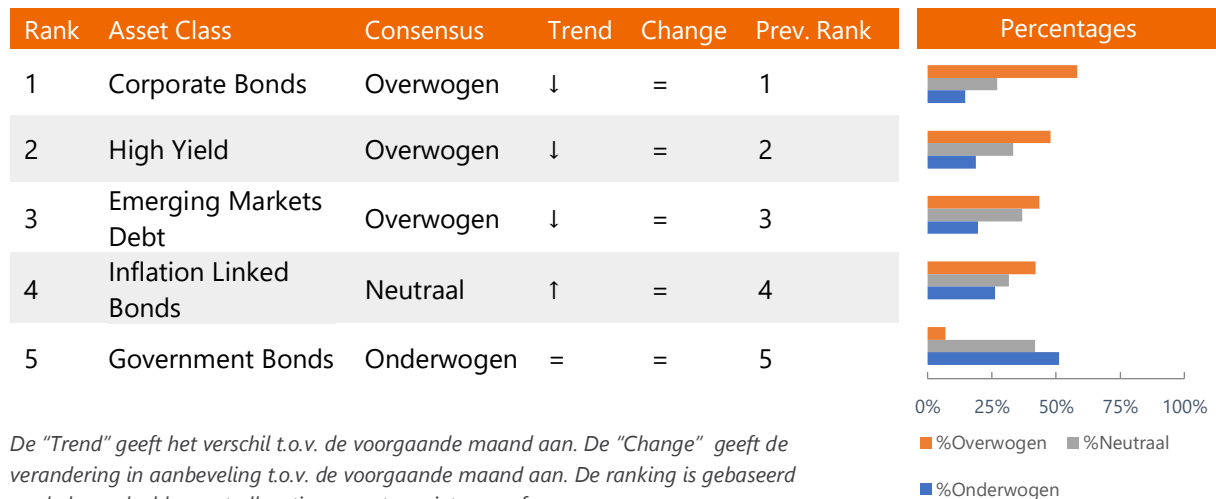 Rank Asset Class Consensus Trend Change Prev. Rank
1 Corporate Bonds Overwogen ↓ = 1
2 High Yield Overwogen ↓ = 2
Emerging Markets
3 Overwogen ↓ = 3
Debt
Inflation Linked
4 Neutraal ↑ = 4
Bonds
5 Government Bonds Onderwogen = = 5
De “Trend” geeft het verschil t.o.v. de voorgaande maand aan. De “Change” geeft de
verandering in aanbeveling t.o.v. de voorgaande maand aan. De ranking is gebaseerd
Percentages
0% 25% 50% 75% 100%
%Overwogen %Neutraal
%Onderwogen